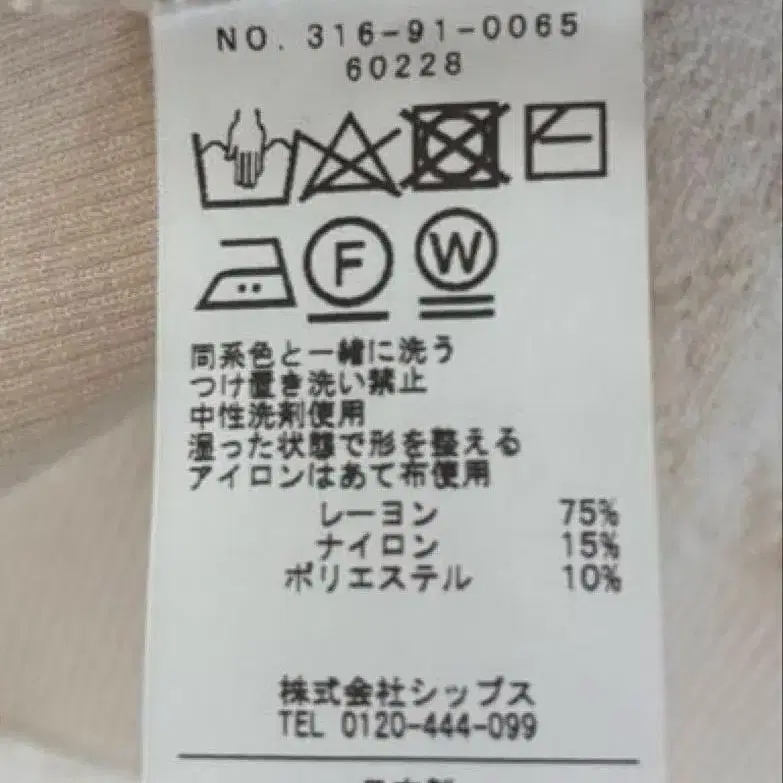 NO. 316-91-0065
60228
F W
同系色と一緒に洗う
つけ置き洗い禁止
中性洗剤使用
湿った状態で形を整える
アイロンはあて布使用
レーヨン 75%
ナイロン 15%
ポリエステル 10%
株式会社シップス
TEL 0120-444-099